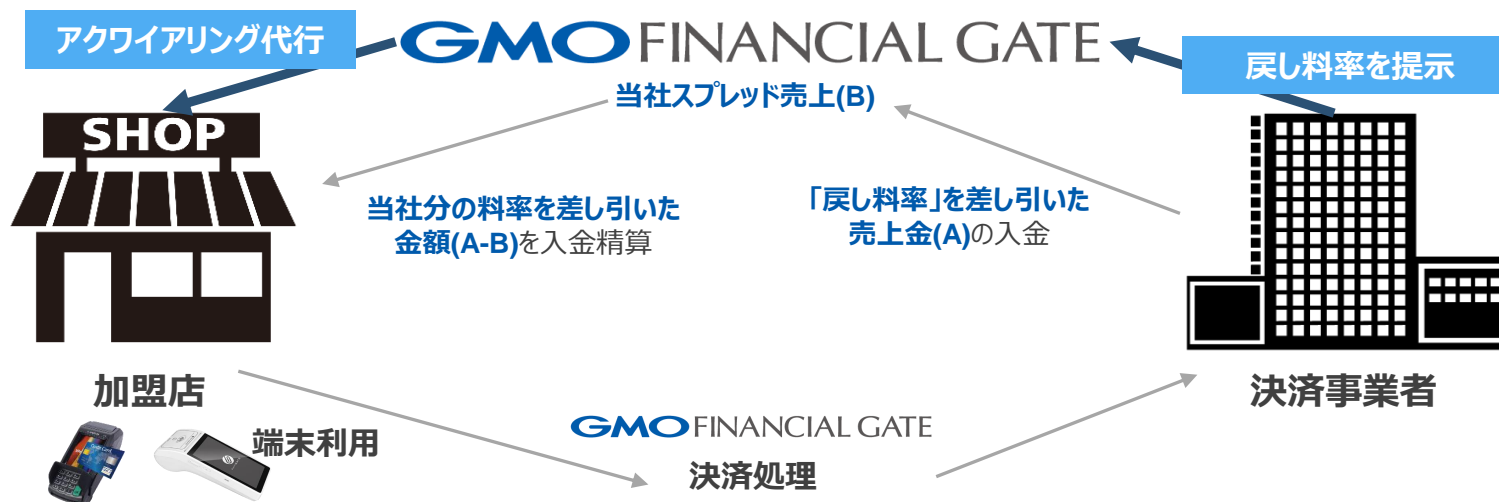 アクワイアリング代行
GMO FINANCIAL GATE
戻し料率を提示
当社スプレッド売上(B)
SHOP
当社分の料率を差し引いた
金額(A-B)を入金精算
「戻し料率」を差し引いた
売上金(A)の入金
加盟店
決済事業者
端末利用
GMO FINANCIAL GATE
決済処理